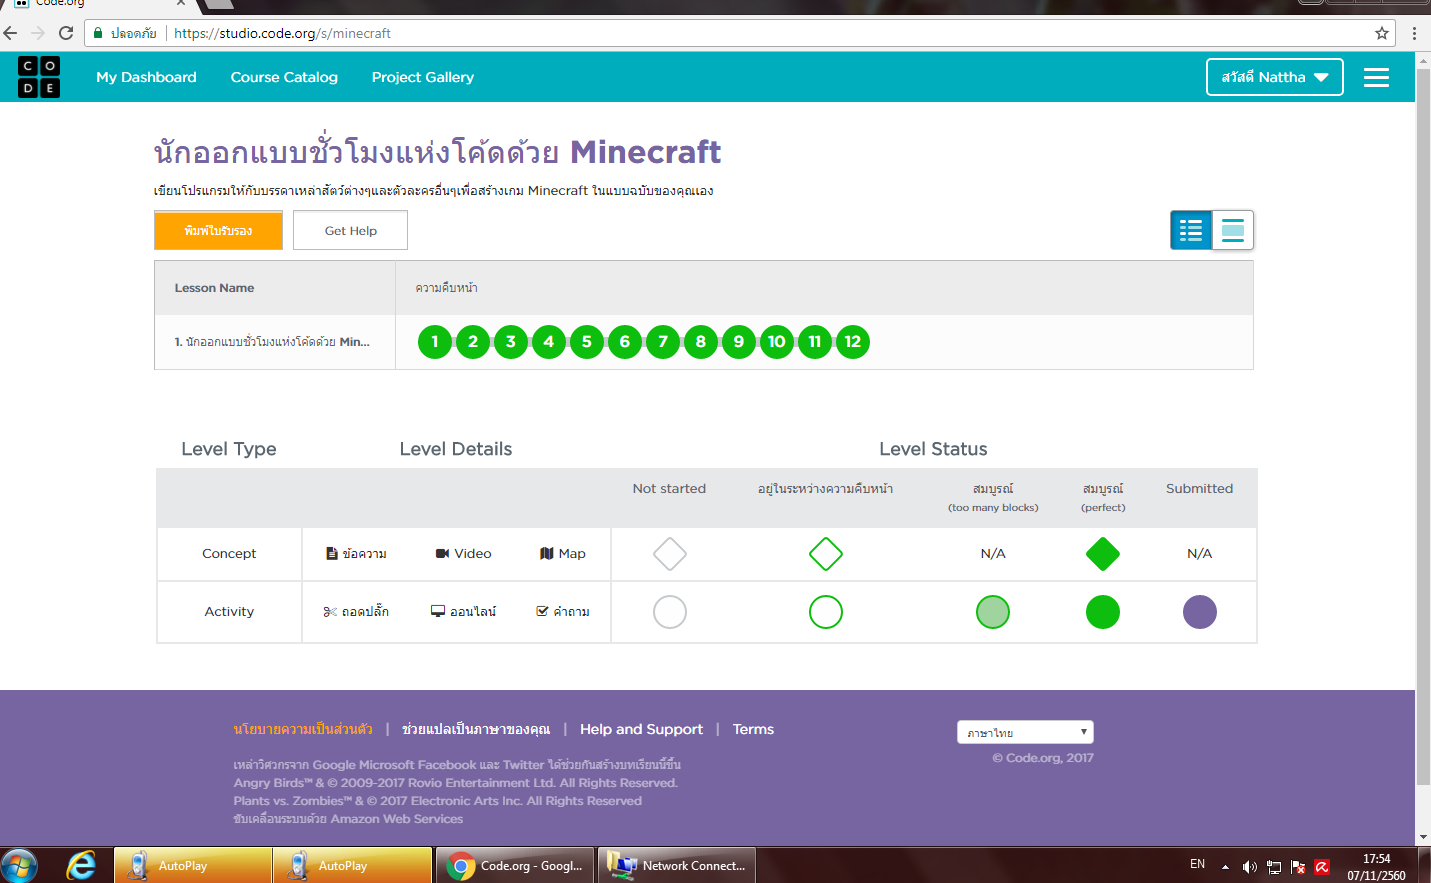 Code.org
ปลอดภัย https://studio.code.org/s/minecraft
C O D E My Dashboard Course Catalog Project Gallery สวัสดี Nattha
นักออกแบบชั่วโมงแห่งโค้ดด้วย Minecraft
เขียนโปรแกรมให้กับบรรดาเหล่าสัตว์ต่างๆและตัวละครอื่นๆเพื่อสร้างเกม Minecraft ในแบบฉบับของคุณเอง
พิมพ์ใบรับรอง Get Help
Lesson Name ความคืบหน้า
1. นักออกแบบชั่วโมงแห่งโค้ดด้วย Min... 1 2 3 4 5 6 7 8 9 10 11 12
Level Type Level Details Level Status
Not started อยู่ในระหว่างความคืบหน้า สมบูรณ์ สมบูรณ์ Submitted
(too many blocks) (perfect)
Concept ข้อความ Video Map N/A N/A
Activity ถอดปลั๊ก ออนไลน์ คำถาม
นโยบายความเป็นส่วนตัว | ช่วยแปลเป็นภาษาของคุณ | Help and Support | Terms ภาษาไทย
© Code.org, 2017
เหล่าวิศวกรจาก Google Microsoft Facebook และ Twitter ได้ช่วยกันสร้างบทเรียนนี้ขึ้น
Angry Birds™ & © 2009-2017 Rovio Entertainment Ltd. All Rights Reserved.
Plants vs. Zombies™ & © 2017 Electronic Arts Inc. All Rights Reserved
ขับเคลื่อนระบบด้วย Amazon Web Services
AutoPlay AutoPlay Code.org - Googl... Network Connect... EN 17:54
07/11/2560